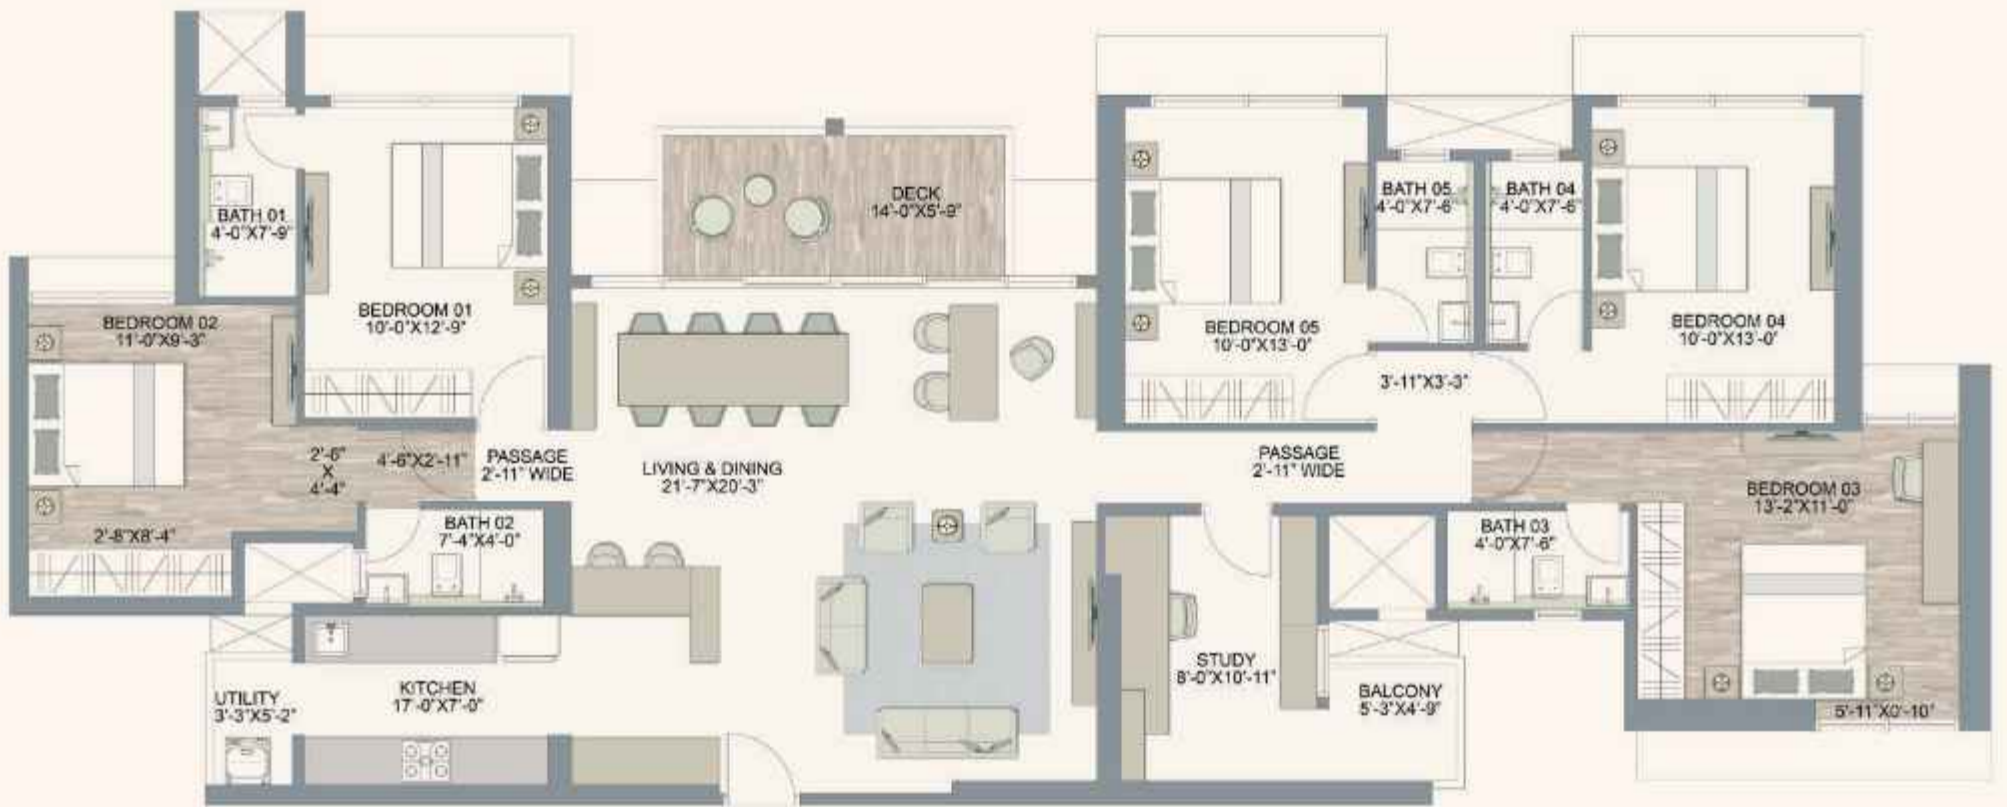 BATH 01
4'-0"X7'-9"
BEDROOM 01
10'-0"X12'-9"
BEDROOM 02
11'-0"X9'-3"
2'-6"
X
4'-4"
4'-6"X2'-11"
2'-8"X8'-4"
BATH 02
7'-4"X4'-0"
PASSAGE
2'-11" WIDE
UTILITY
3'-3"X5'-2"
KITCHEN
17'-0"X7'-0"
DECK
14'-0"X5'-9"
LIVING & DINING
21'-7"X20'-3"
BEDROOM 05
10'-0"X13'-0"
BATH 05
4'-0"X7'-6"
BATH 04
4'-0"X7'-6"
BEDROOM 04
10'-0"X13'-0"
3'-11"X3'-3"
PASSAGE
2'-11" WIDE
BEDROOM 03
13'-2"X11'-0"
BATH 03
4'-0"X7'-6"
STUDY
8'-0"X10'-11"
BALCONY
5'-3"X4'-9"
5'-11"X0'-10"